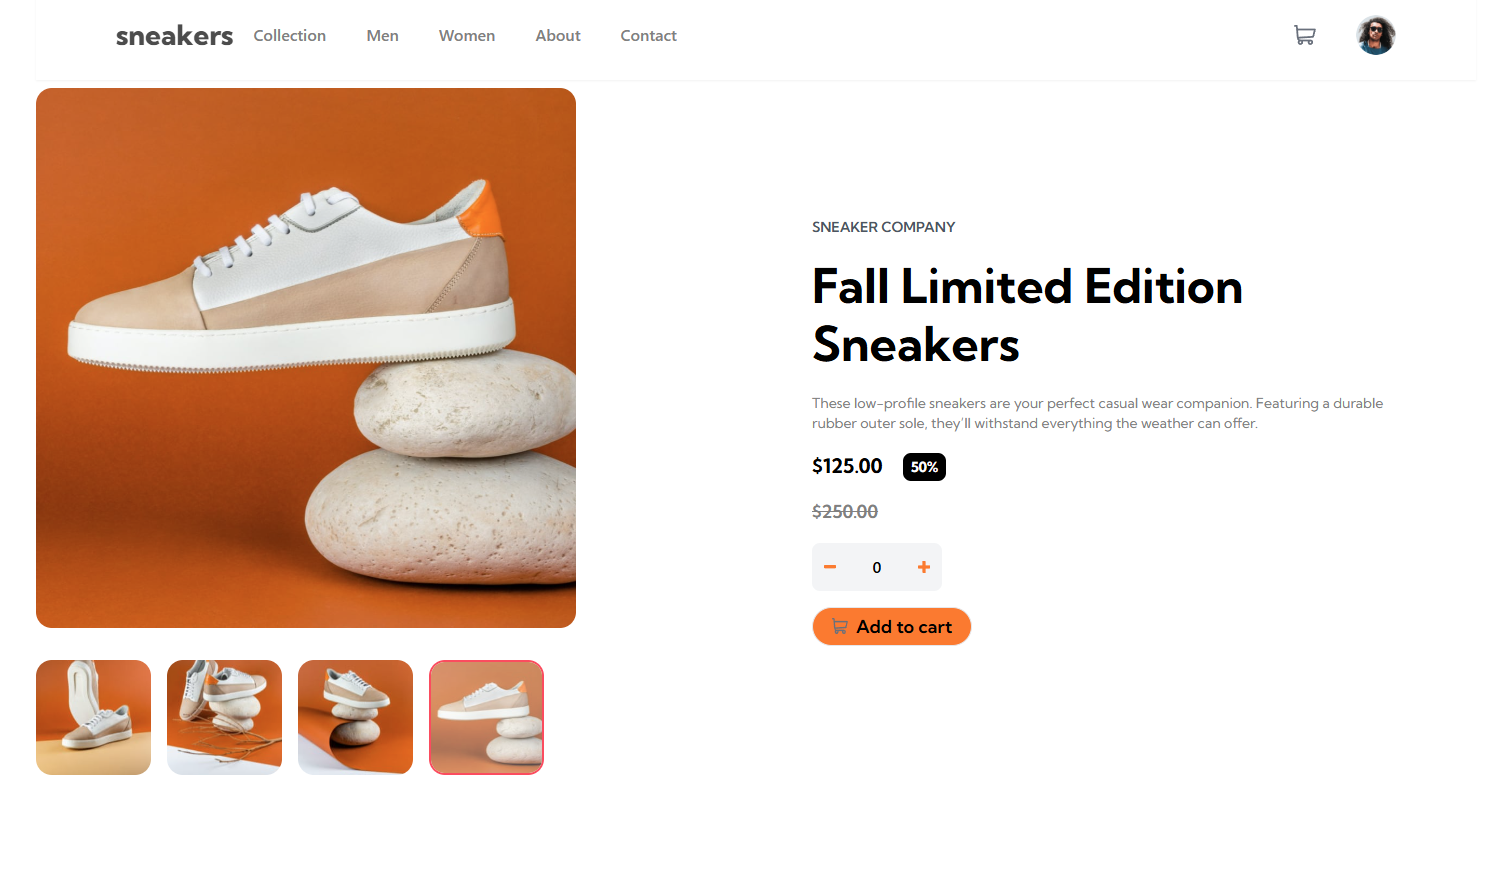 sneakers Collection Men Women About Contact
SNEAKER COMPANY
Fall Limited Edition
Sneakers
These low-profile sneakers are your perfect casual wear companion. Featuring a durable
rubber outer sole, they'll withstand everything the weather can offer.
$125.00 50%
$250.00
0
Add to cart